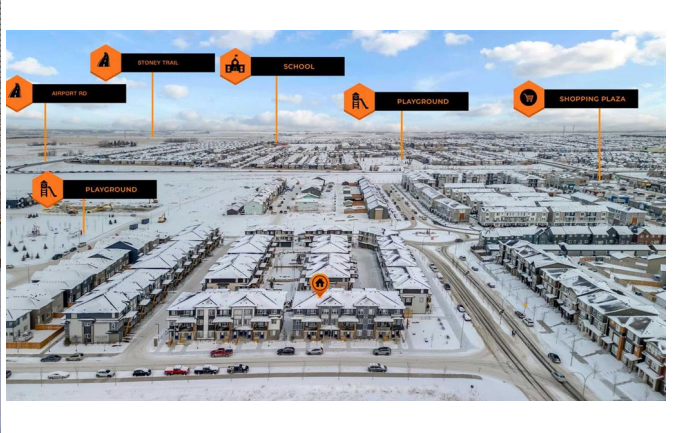 STONEY TRAIL
SCHOOL
AIRPORT RD
PLAYGROUND
SHOPPING PLAZA
PLAYGROUND